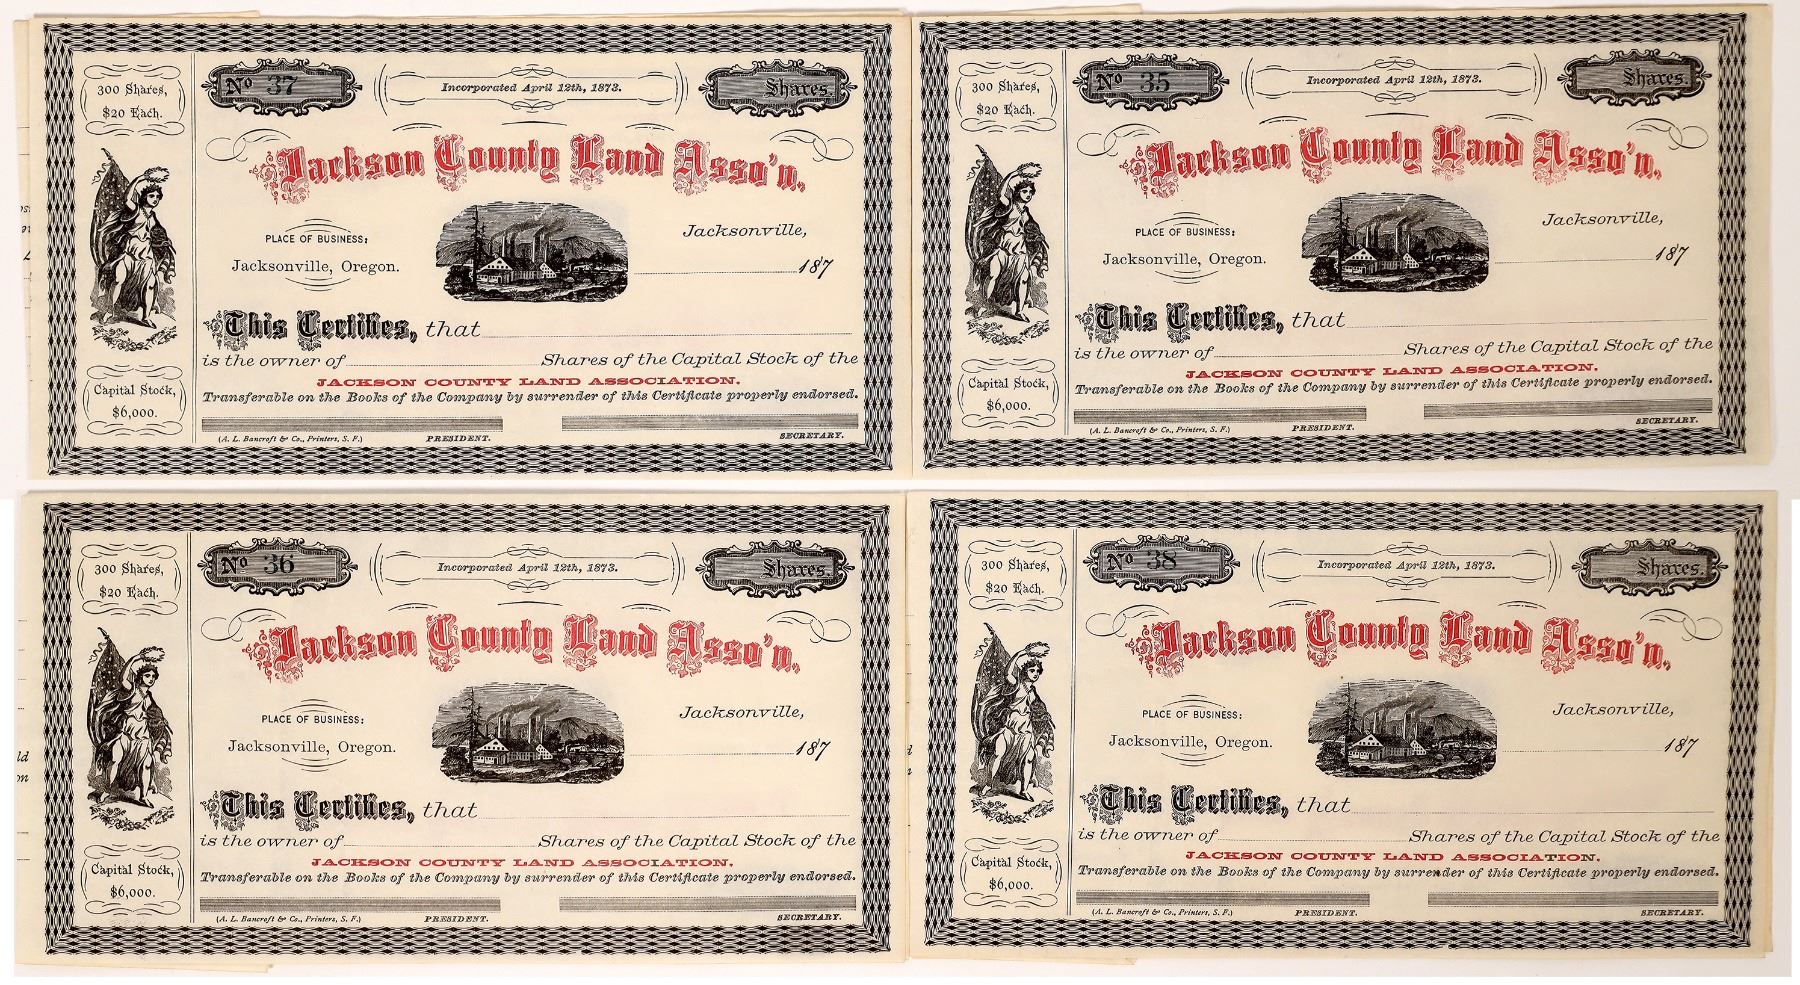 300 Shares,
$20 Each.
Nº 37
Incorporated April 12th, 1873.
Shares.
Jackson County Land Asso'n.
PLACE OF BUSINESS:
Jacksonville, Oregon.
Jacksonville,
187
This Certifies, that
is the owner of Shares of the Capital Stock of the
JACKSON COUNTY LAND ASSOCIATION.
Transferable on the Books of the Company by surrender of this Certificate properly endorsed.
Capital Stock,
$6,000.
(A. L. Bancroft & Co., Printers, S. F.) PRESIDENT. SECRETARY.
300 Shares,
$20 Each.
Nº 35
Incorporated April 12th, 1873.
Shares.
Jackson County Land Asso'n.
PLACE OF BUSINESS:
Jacksonville, Oregon.
Jacksonville,
187
This Certifies, that
is the owner of Shares of the Capital Stock of the
JACKSON COUNTY LAND ASSOCIATION.
Transferable on the Books of the Company by surrender of this Certificate properly endorsed.
Capital Stock,
$6,000.
(A. L. Bancroft & Co., Printers, S. F.) PRESIDENT. SECRETARY.
300 Shares,
$20 Each.
Nº 36
Incorporated April 12th, 1873.
Shares.
Jackson County Land Asso'n.
PLACE OF BUSINESS:
Jacksonville, Oregon.
Jacksonville,
187
This Certifies, that
is the owner of Shares of the Capital Stock of the
JACKSON COUNTY LAND ASSOCIATION.
Transferable on the Books of the Company by surrender of this Certificate properly endorsed.
Capital Stock,
$6,000.
(A. L. Bancroft & Co., Printers, S. F.) PRESIDENT. SECRETARY.
300 Shares,
$20 Each.
Nº 38
Incorporated April 12th, 1873.
Shares.
Jackson County Land Asso'n.
PLACE OF BUSINESS:
Jacksonville, Oregon.
Jacksonville,
187
This Certifies, that
is the owner of Shares of the Capital Stock of the
JACKSON COUNTY LAND ASSOCIATION.
Transferable on the Books of the Company by surrender of this Certificate properly endorsed.
Capital Stock,
$6,000.
(A. L. Bancroft & Co., Printers, S. F.) PRESIDENT. SECRETARY.